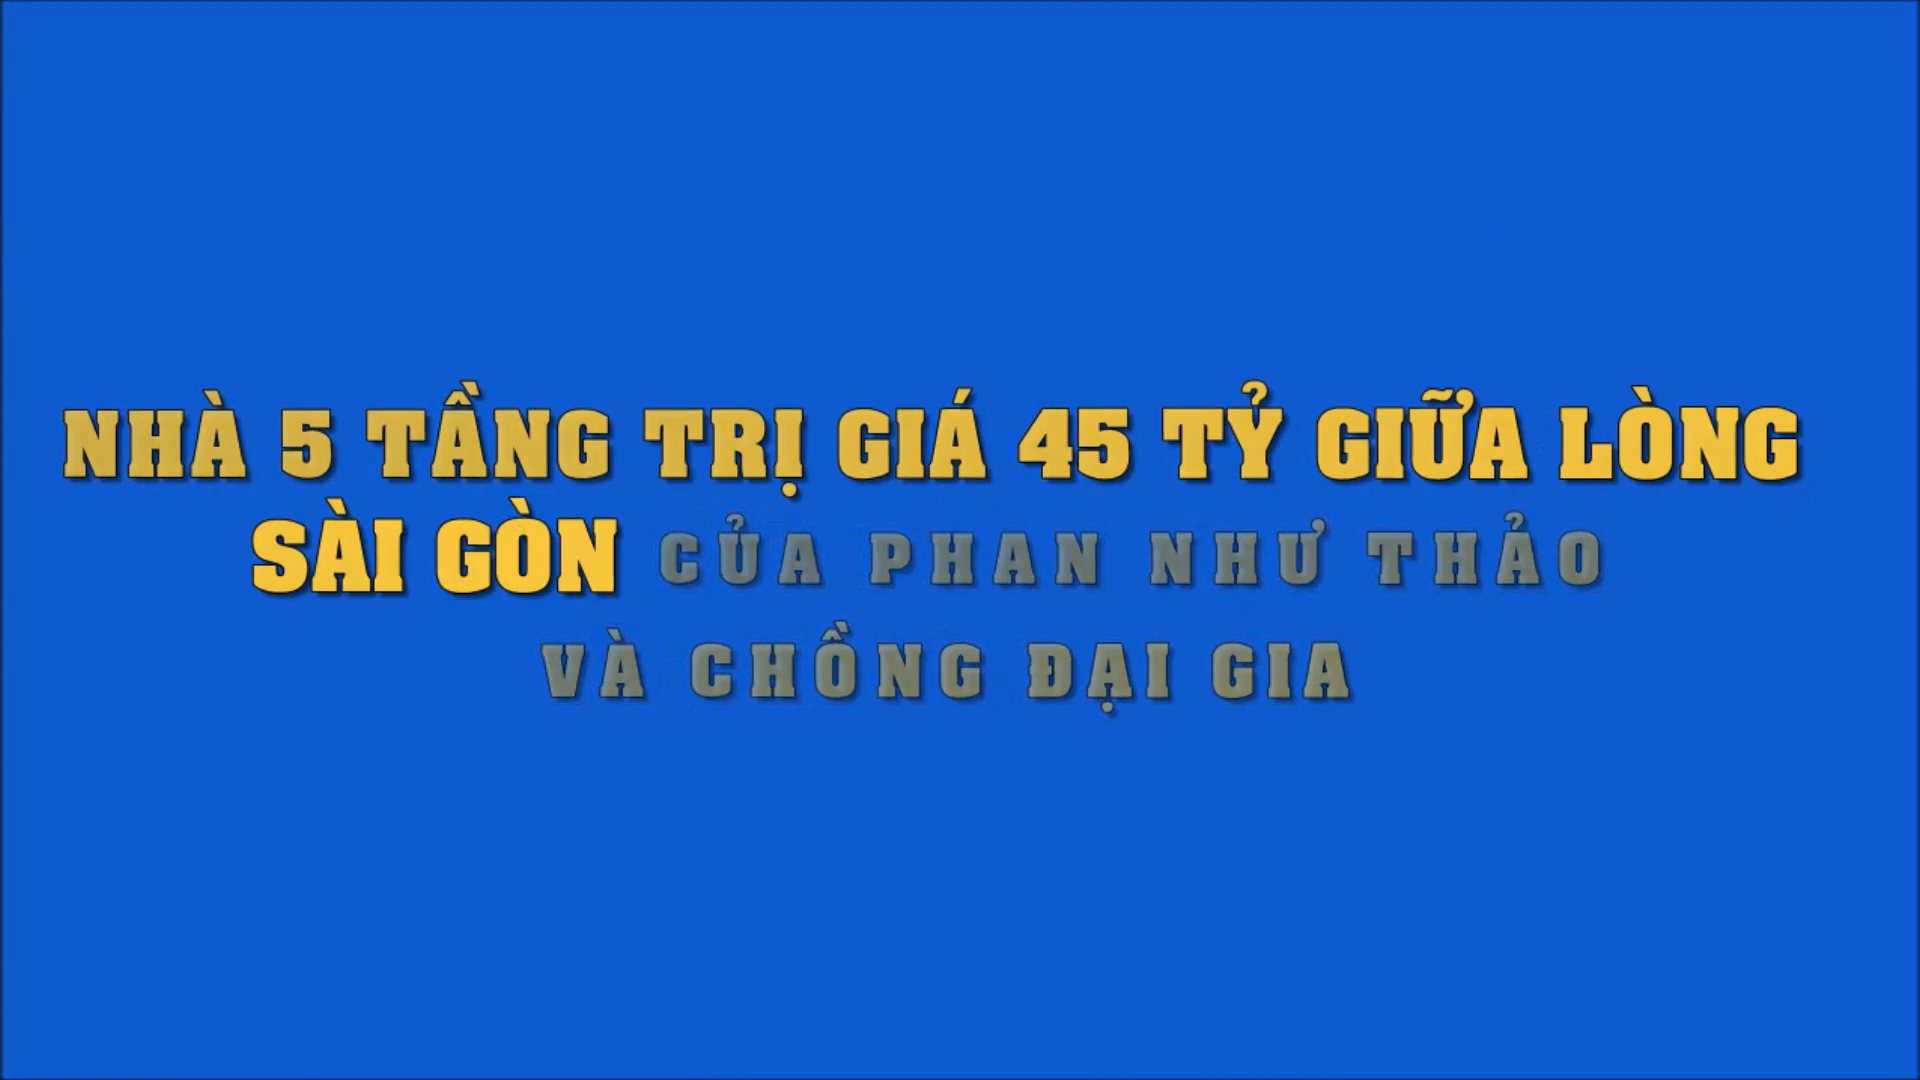 NHÀ 5 TẦNG TRỊ GIÁ 45 TỶ GIỮA LÒNG
SÀI GÒN CỦA PHAN NHƯ THẢO
VÀ CHỒNG ĐẠI GIA